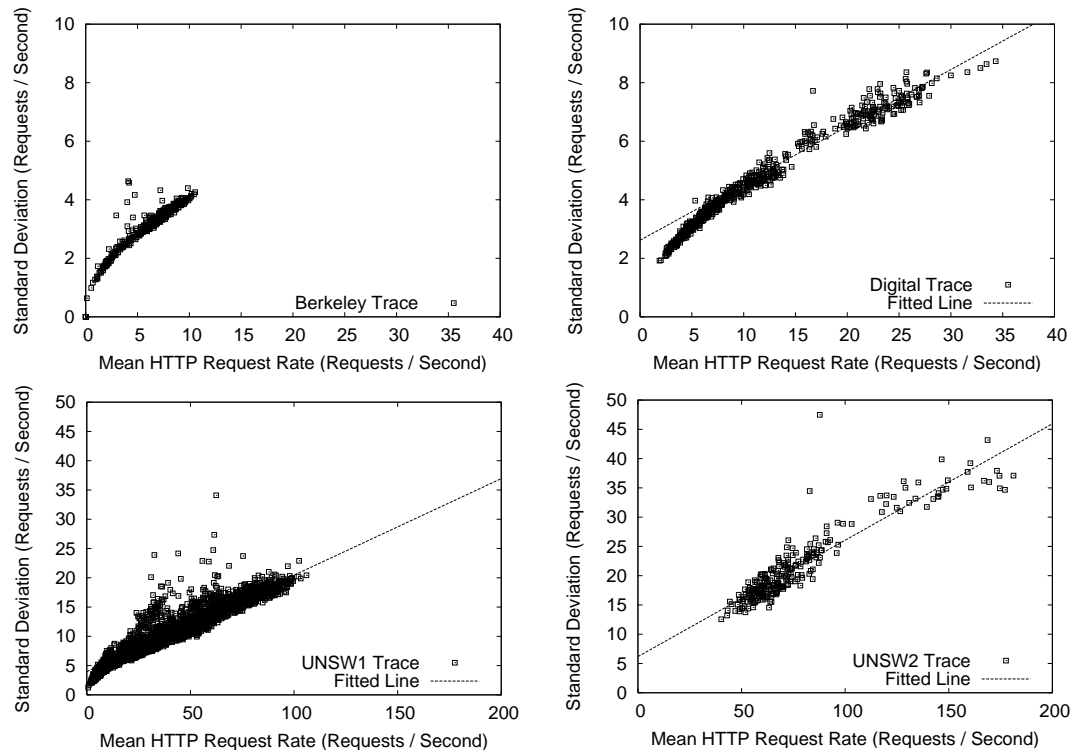 10
8
6
4
2
0
0 5 10 15 20 25 30 35 40
Standard Deviation (Requests / Second)
Mean HTTP Request Rate (Requests / Second)
Berkeley Trace
10
8
6
4
2
0
0 5 10 15 20 25 30 35 40
Standard Deviation (Requests / Second)
Mean HTTP Request Rate (Requests / Second)
Digital Trace
Fitted Line
50
45
40
35
30
25
20
15
10
5
0
0 50 100 150 200
Standard Deviation (Requests / Second)
Mean HTTP Request Rate (Requests / Second)
UNSW1 Trace
Fitted Line
50
45
40
35
30
25
20
15
10
5
0
0 50 100 150 200
Standard Deviation (Requests / Second)
Mean HTTP Request Rate (Requests / Second)
UNSW2 Trace
Fitted Line